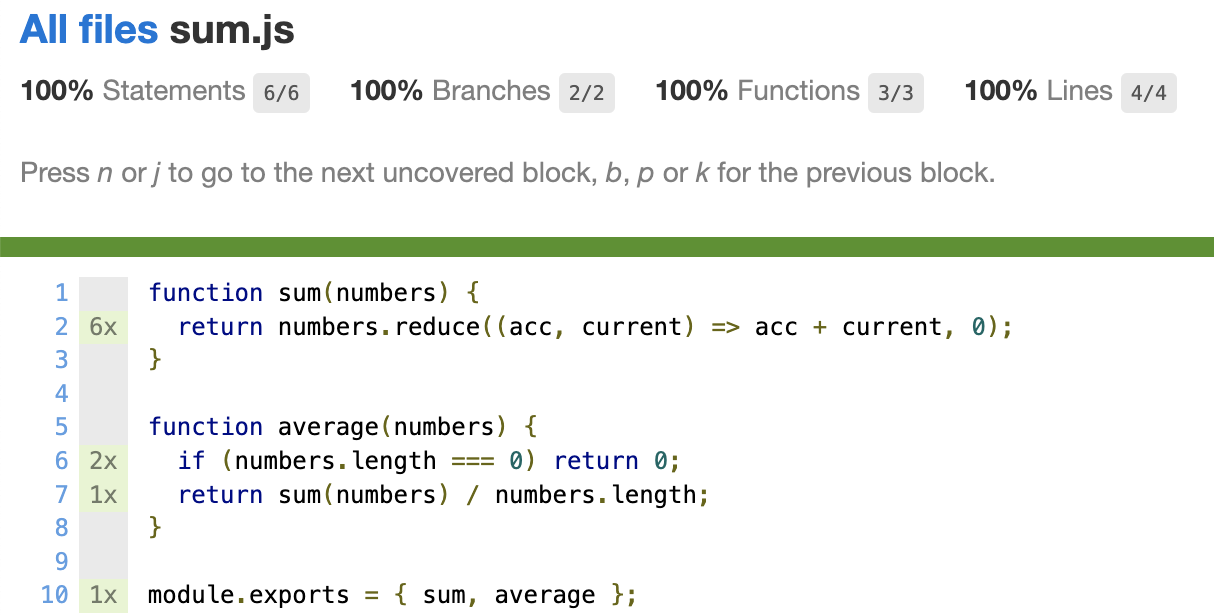 All files sum.js
100% Statements 6/6 100% Branches 2/2 100% Functions 3/3 100% Lines 4/4
Press n or j to go to the next uncovered block, b, p or k for the previous block.
1 function sum(numbers) {
2 6x return numbers.reduce((acc, current) => acc + current, 0);
3 }
4
5 function average(numbers) {
6 2x if (numbers.length === 0) return 0;
7 1x return sum(numbers) / numbers.length;
8 }
9
10 1x module.exports = { sum, average };